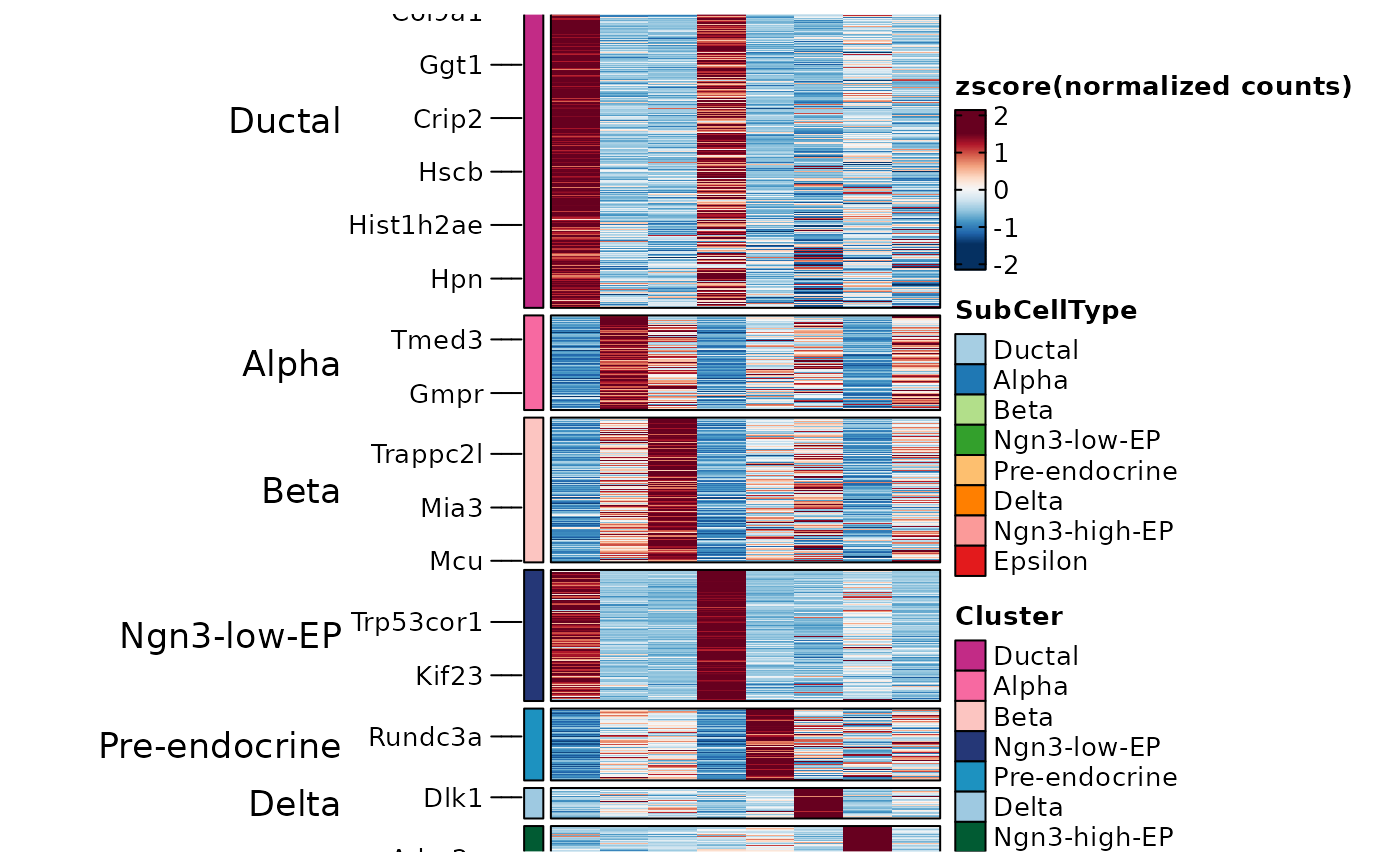 Ggt1
Ductal
Crip2
Hscb
Hist1h2ae
Hpn
Tmed3
Alpha
Gmpr
Trappc2l
Beta
Mia3
Mcu
Ngn3-low-EP
Trp53cor1
Kif23
Pre-endocrine
Rundc3a
Delta
Dlk1
zscore(normalized counts)
2
1
0
-1
-2
SubCellType
Ductal
Alpha
Beta
Ngn3-low-EP
Pre-endocrine
Delta
Ngn3-high-EP
Epsilon
Cluster
Ductal
Alpha
Beta
Ngn3-low-EP
Pre-endocrine
Delta
Ngn3-high-EP